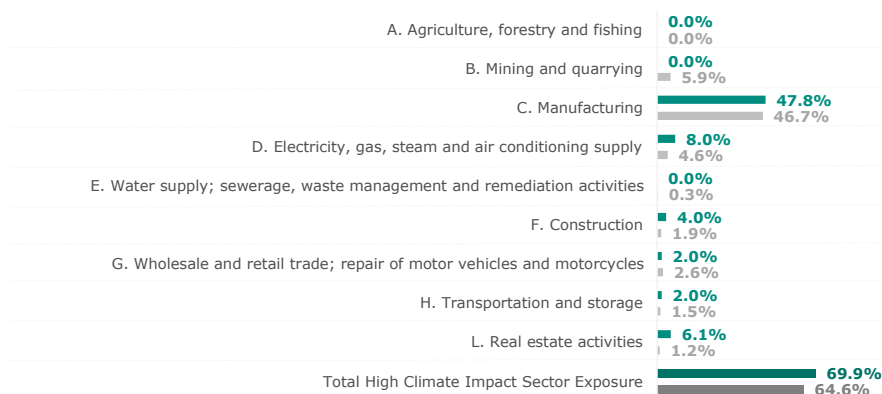 A. Agriculture, forestry and fishing
0.0%
0.0%
B. Mining and quarrying
0.0%
5.9%
C. Manufacturing
47.8%
46.7%
D. Electricity, gas, steam and air conditioning supply
8.0%
4.6%
E. Water supply; sewerage, waste management and remediation activities
0.0%
0.3%
F. Construction
4.0%
1.9%
G. Wholesale and retail trade; repair of motor vehicles and motorcycles
2.0%
2.6%
H. Transportation and storage
2.0%
1.5%
L. Real estate activities
6.1%
1.2%
Total High Climate Impact Sector Exposure
69.9%
64.6%